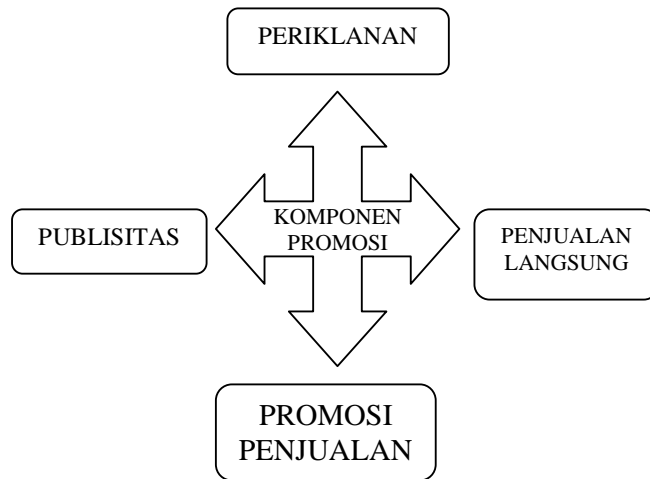 PERIKLANAN
PUBLISITAS
KOMPONEN
PROMOSI
PENJUALAN
LANGSUNG
PROMOSI
PENJUALAN